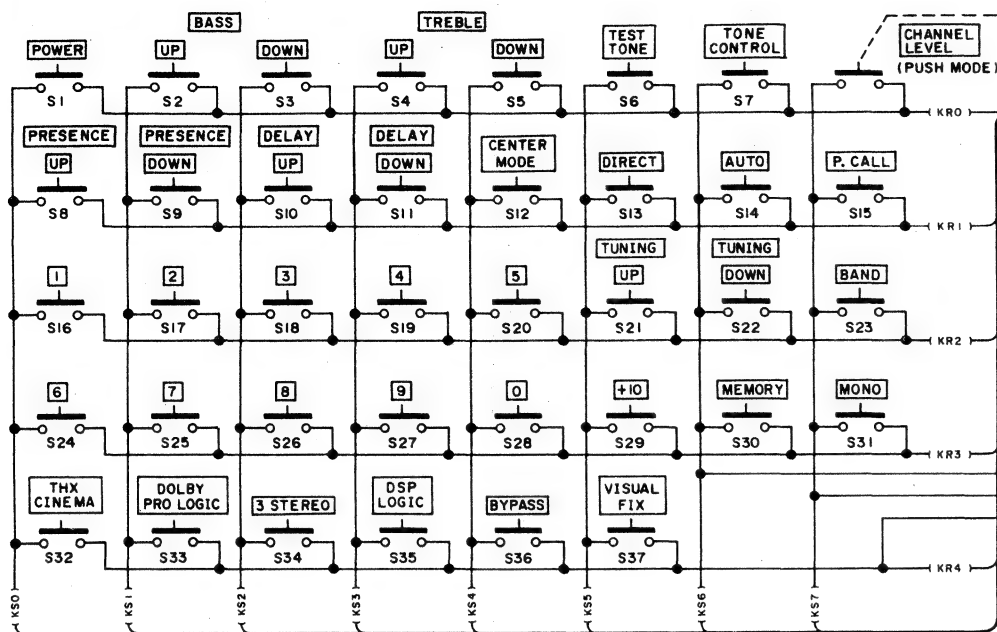 BASS
TREBLE
POWER
UP
DOWN
UP
DOWN
TEST
TONE
TONE
CONTROL
CHANNEL
LEVEL
(PUSH MODE)
S1
S2
S3
S4
S5
S6
S7
KR0
PRESENCE
UP
PRESENCE
DOWN
DELAY
UP
DELAY
DOWN
CENTER
MODE
DIRECT
AUTO
P. CALL
S8
S9
S10
S11
S12
S13
S14
S15
KR1
1
2
3
4
5
TUNING
UP
TUNING
DOWN
BAND
S16
S17
S18
S19
S20
S21
S22
S23
KR2
6
7
8
9
0
+10
MEMORY
MONO
S24
S25
S26
S27
S28
S29
S30
S31
KR3
THX
CINEMA
DOLBY
PRO LOGIC
3 STEREO
DSP
LOGIC
BYPASS
VISUAL
FIX
S32
S33
S34
S35
S36
S37
KR4
KS0
KS1
KS2
KS3
KS4
KS5
KS6
KS7